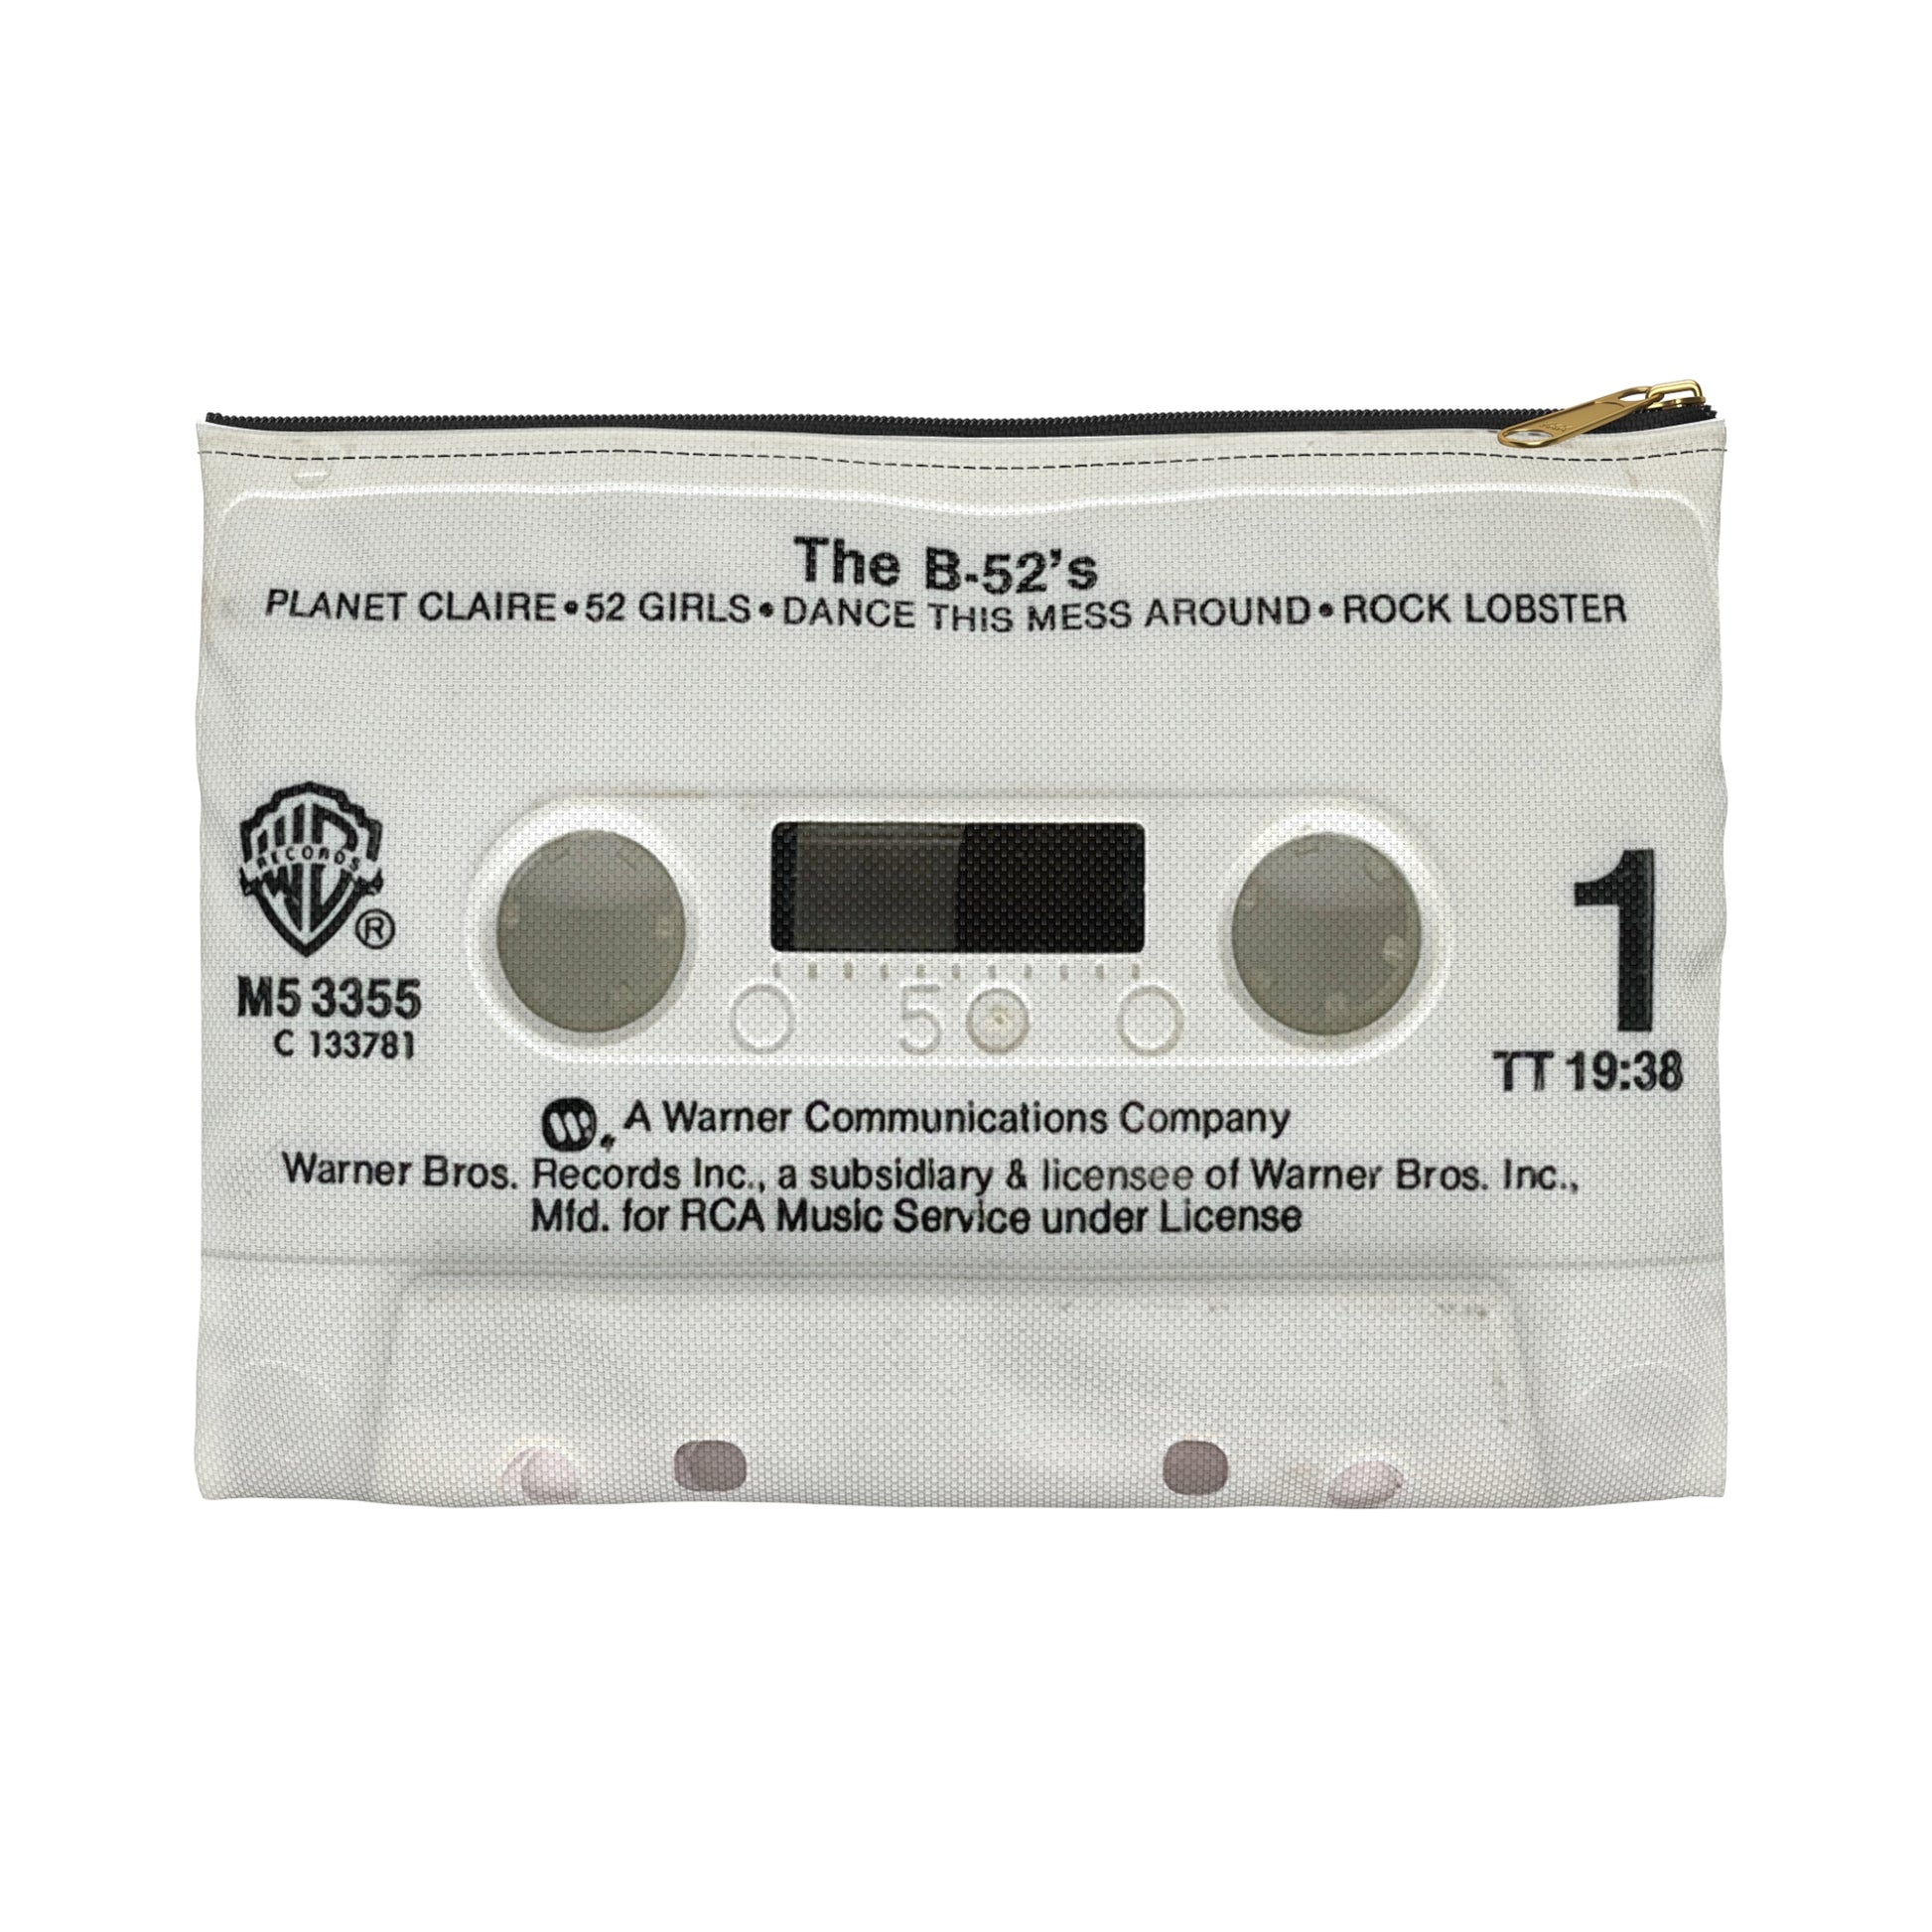 The B-52's
PLANET CLAIRE•52 GIRLS•DANCE THIS MESS AROUND•ROCK LOBSTER
RECORDS
®
M5 3355
C 133781
5
1
TT 19:38
A Warner Communications Company
Warner Bros. Records Inc., a subsidiary & licensee of Warner Bros. Inc.,
Mfd. for RCA Music Service under License